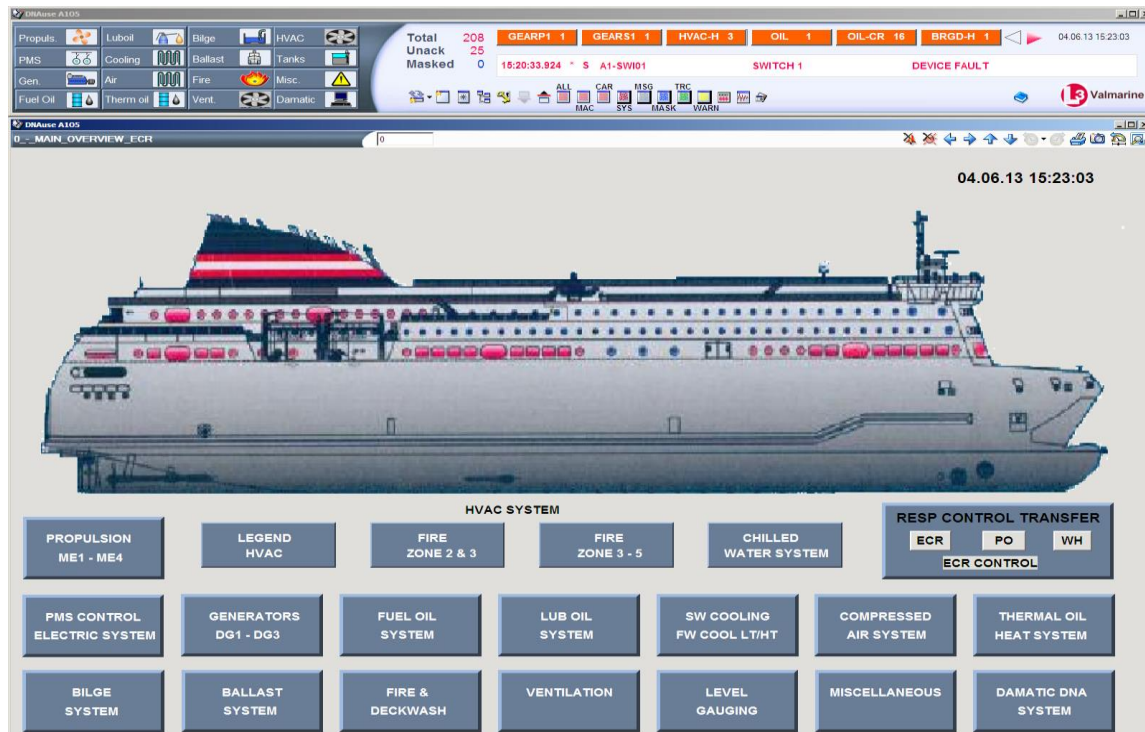 DNAuse A105
Propuls. Luboil Bilge HVAC
PMS Cooling Ballast Tanks
Gen. Air Fire Misc.
Fuel Oil Therm oil Vent. Damatic
Total 208
Unack 25
Masked 0
GEARP1 1 GEARS1 1 HVAC-H 3 OIL 1 OIL-CR 16 BRGD-H 1
04.06.13 15:23:03
15:20:33.924 * S A1-SWI01 SWITCH 1 DEVICE FAULT
ALL CAR MSG TRC
MAC SYS MASK WARN
L3 Valmarine
DNAuse A105
0_-_MAIN_OVERVIEW_ECR
0
04.06.13 15:23:03
HVAC SYSTEM
PROPULSION
ME1 - ME4
LEGEND
HVAC
FIRE
ZONE 2 & 3
FIRE
ZONE 3 - 5
CHILLED
WATER SYSTEM
RESP CONTROL TRANSFER
ECR PO WH
ECR CONTROL
PMS CONTROL
ELECTRIC SYSTEM
GENERATORS
DG1 - DG3
FUEL OIL
SYSTEM
LUB OIL
SYSTEM
SW COOLING
FW COOL LT/HT
COMPRESSED
AIR SYSTEM
THERMAL OIL
HEAT SYSTEM
BILGE
SYSTEM
BALLAST
SYSTEM
FIRE &
DECKWASH
VENTILATION
LEVEL
GAUGING
MISCELLANEOUS
DAMATIC DNA
SYSTEM